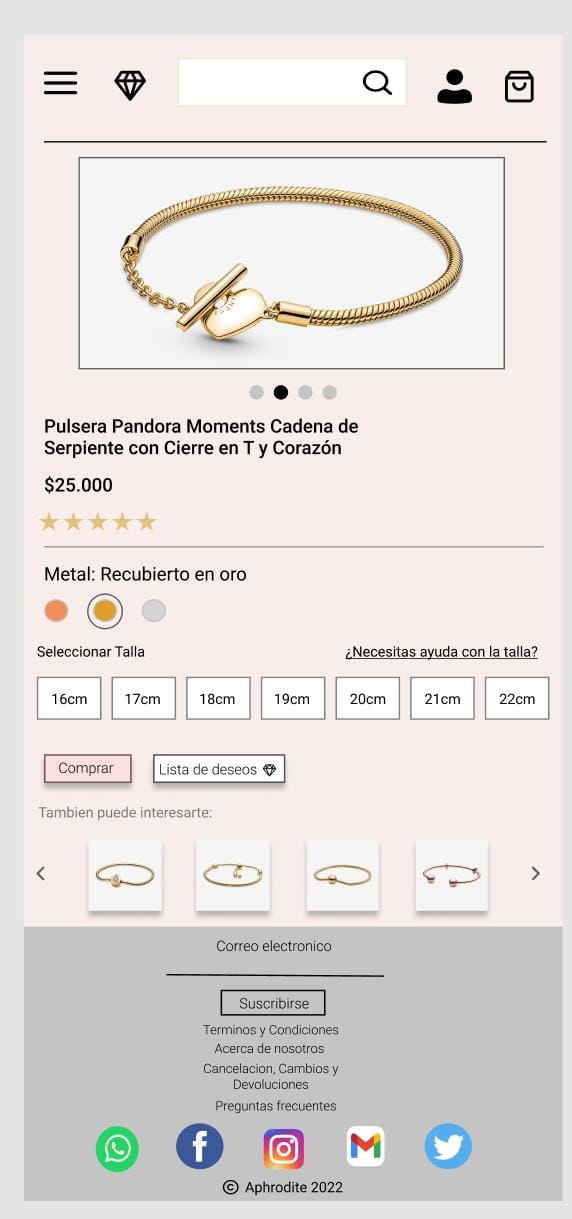 Pulsera Pandora Moments Cadena de
Serpiente con Cierre en T y Corazón
$25.000
Metal: Recubierto en oro
Seleccionar Talla
¿Necesitas ayuda con la talla?
16cm
17cm
18cm
19cm
20cm
21cm
22cm
Comprar
Lista de deseos
Tambien puede interesarte:
Correo electronico
Suscribirse
Terminos y Condiciones
Acerca de nosotros
Cancelacion, Cambios y
Devoluciones
Preguntas frecuentes
© Aphrodite 2022